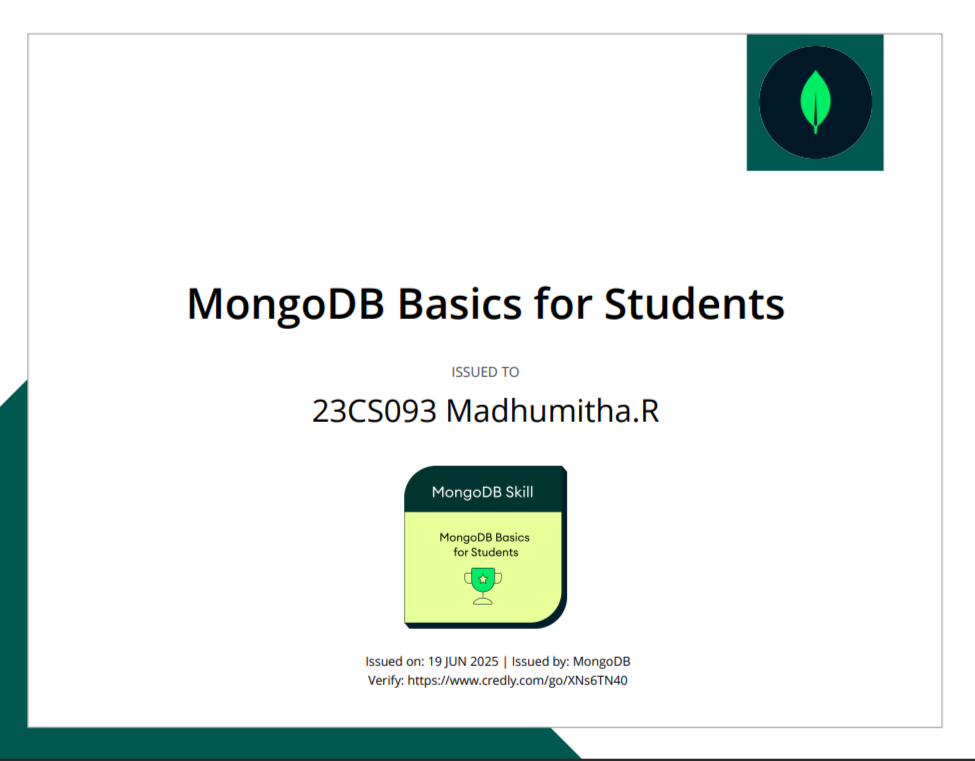 MongoDB Basics for Students
ISSUED TO
23CS093 Madhumitha.R
MongoDB Skill
MongoDB Basics
for Students
Issued on: 19 JUN 2025 | Issued by: MongoDB
Verify: https://www.credly.com/go/XNs6TN40